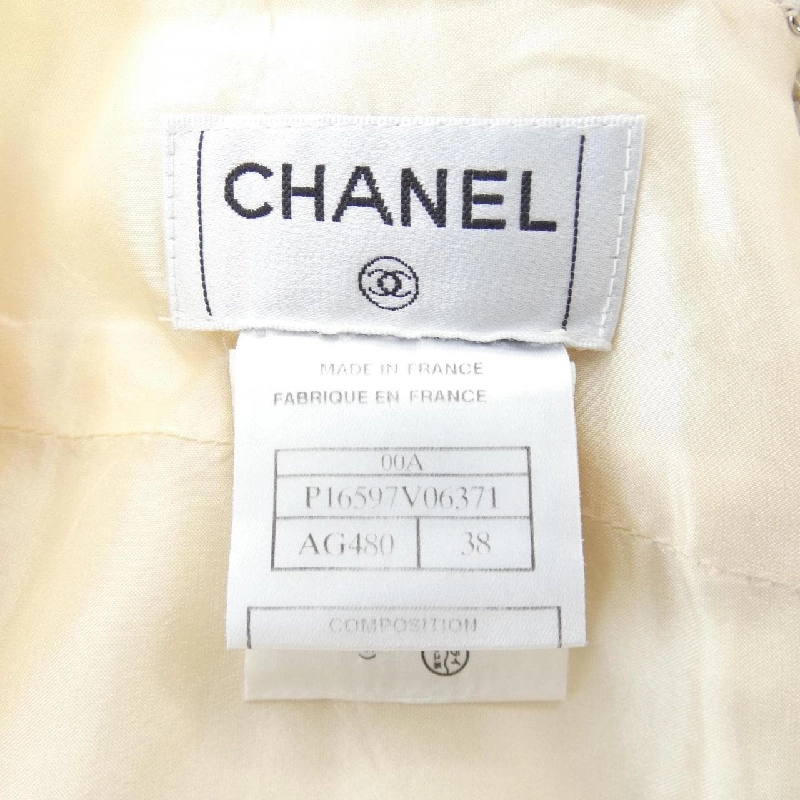 CHANEL
MADE IN FRANCE
FABRIQUE EN FRANCE
00A
P16597V06371
AG480 38
COMPOSITION